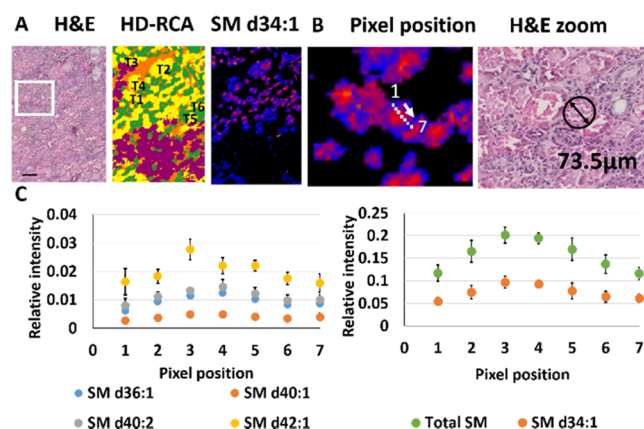 A H&E HD-RCA SM d34:1 B Pixel position H&E zoom
T3
T2
T4
T1
T6
T5
1
7
73.5µm
C
Relative intensity
0.04
0.03
0.02
0.01
0
0 1 2 3 4 5 6 7
Pixel position
SM d36:1 SM d40:1
SM d40:2 SM d42:1
Relative intensity
0.25
0.2
0.15
0.1
0.05
0
0 1 2 3 4 5 6 7
Pixel position
Total SM SM d34:1